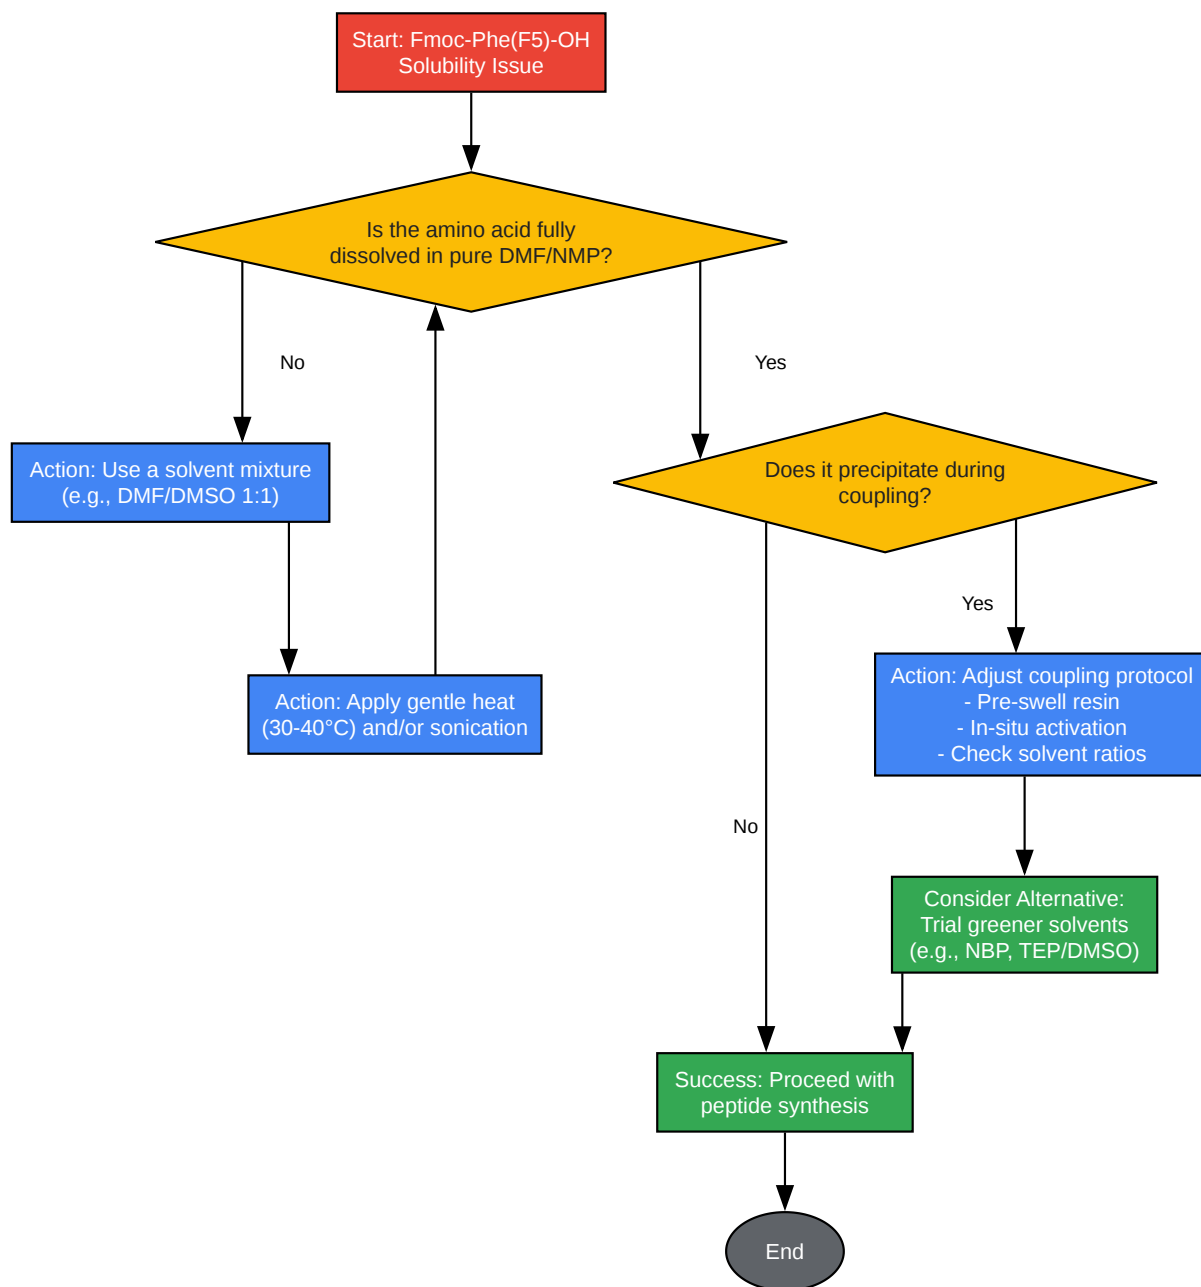 Start: Fmoc-Phe(F5)-OH
Solubility Issue
Is the amino acid fully
dissolved in pure DMF/NMP?
No
Yes
Action: Use a solvent mixture
(e.g., DMF/DMSO 1:1)
Does it precipitate during
coupling?
Yes
Action: Apply gentle heat
(30-40°C) and/or sonication
Action: Adjust coupling protocol
- Pre-swell resin
- In-situ activation
- Check solvent ratios
No
Consider Alternative:
Trial greener solvents
(e.g., NBP, TEP/DMSO)
Success: Proceed with
peptide synthesis
End